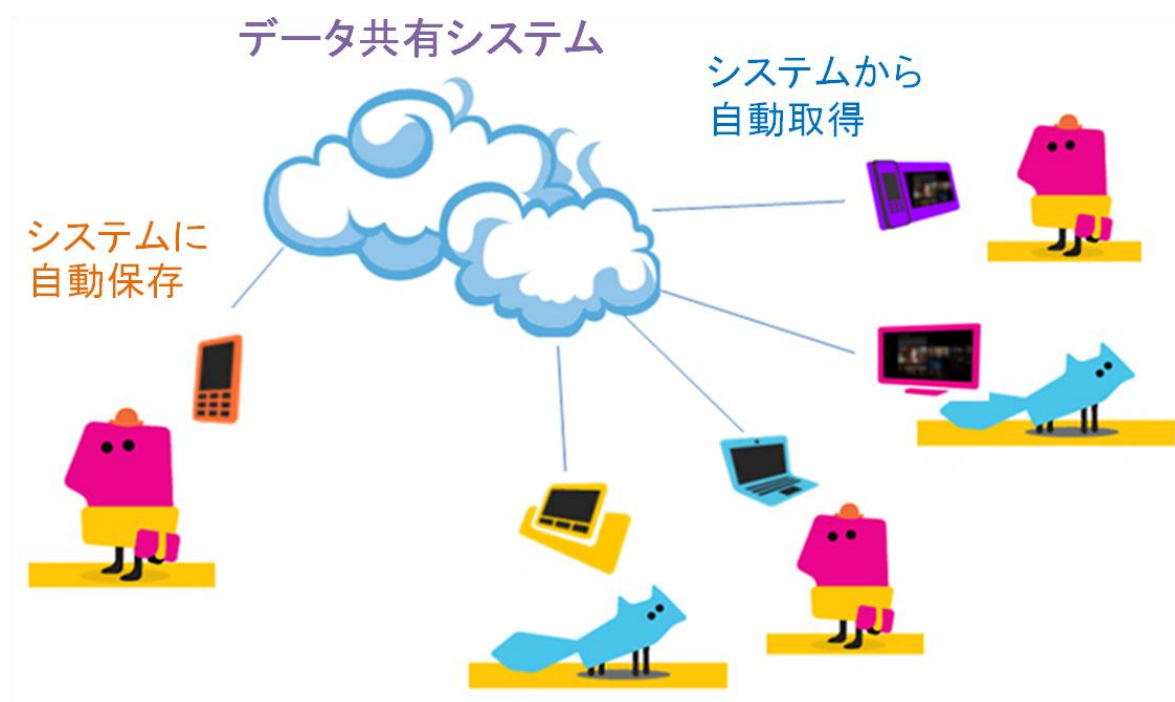 データ共有システム
システムから
自動取得
システムに
自動保存